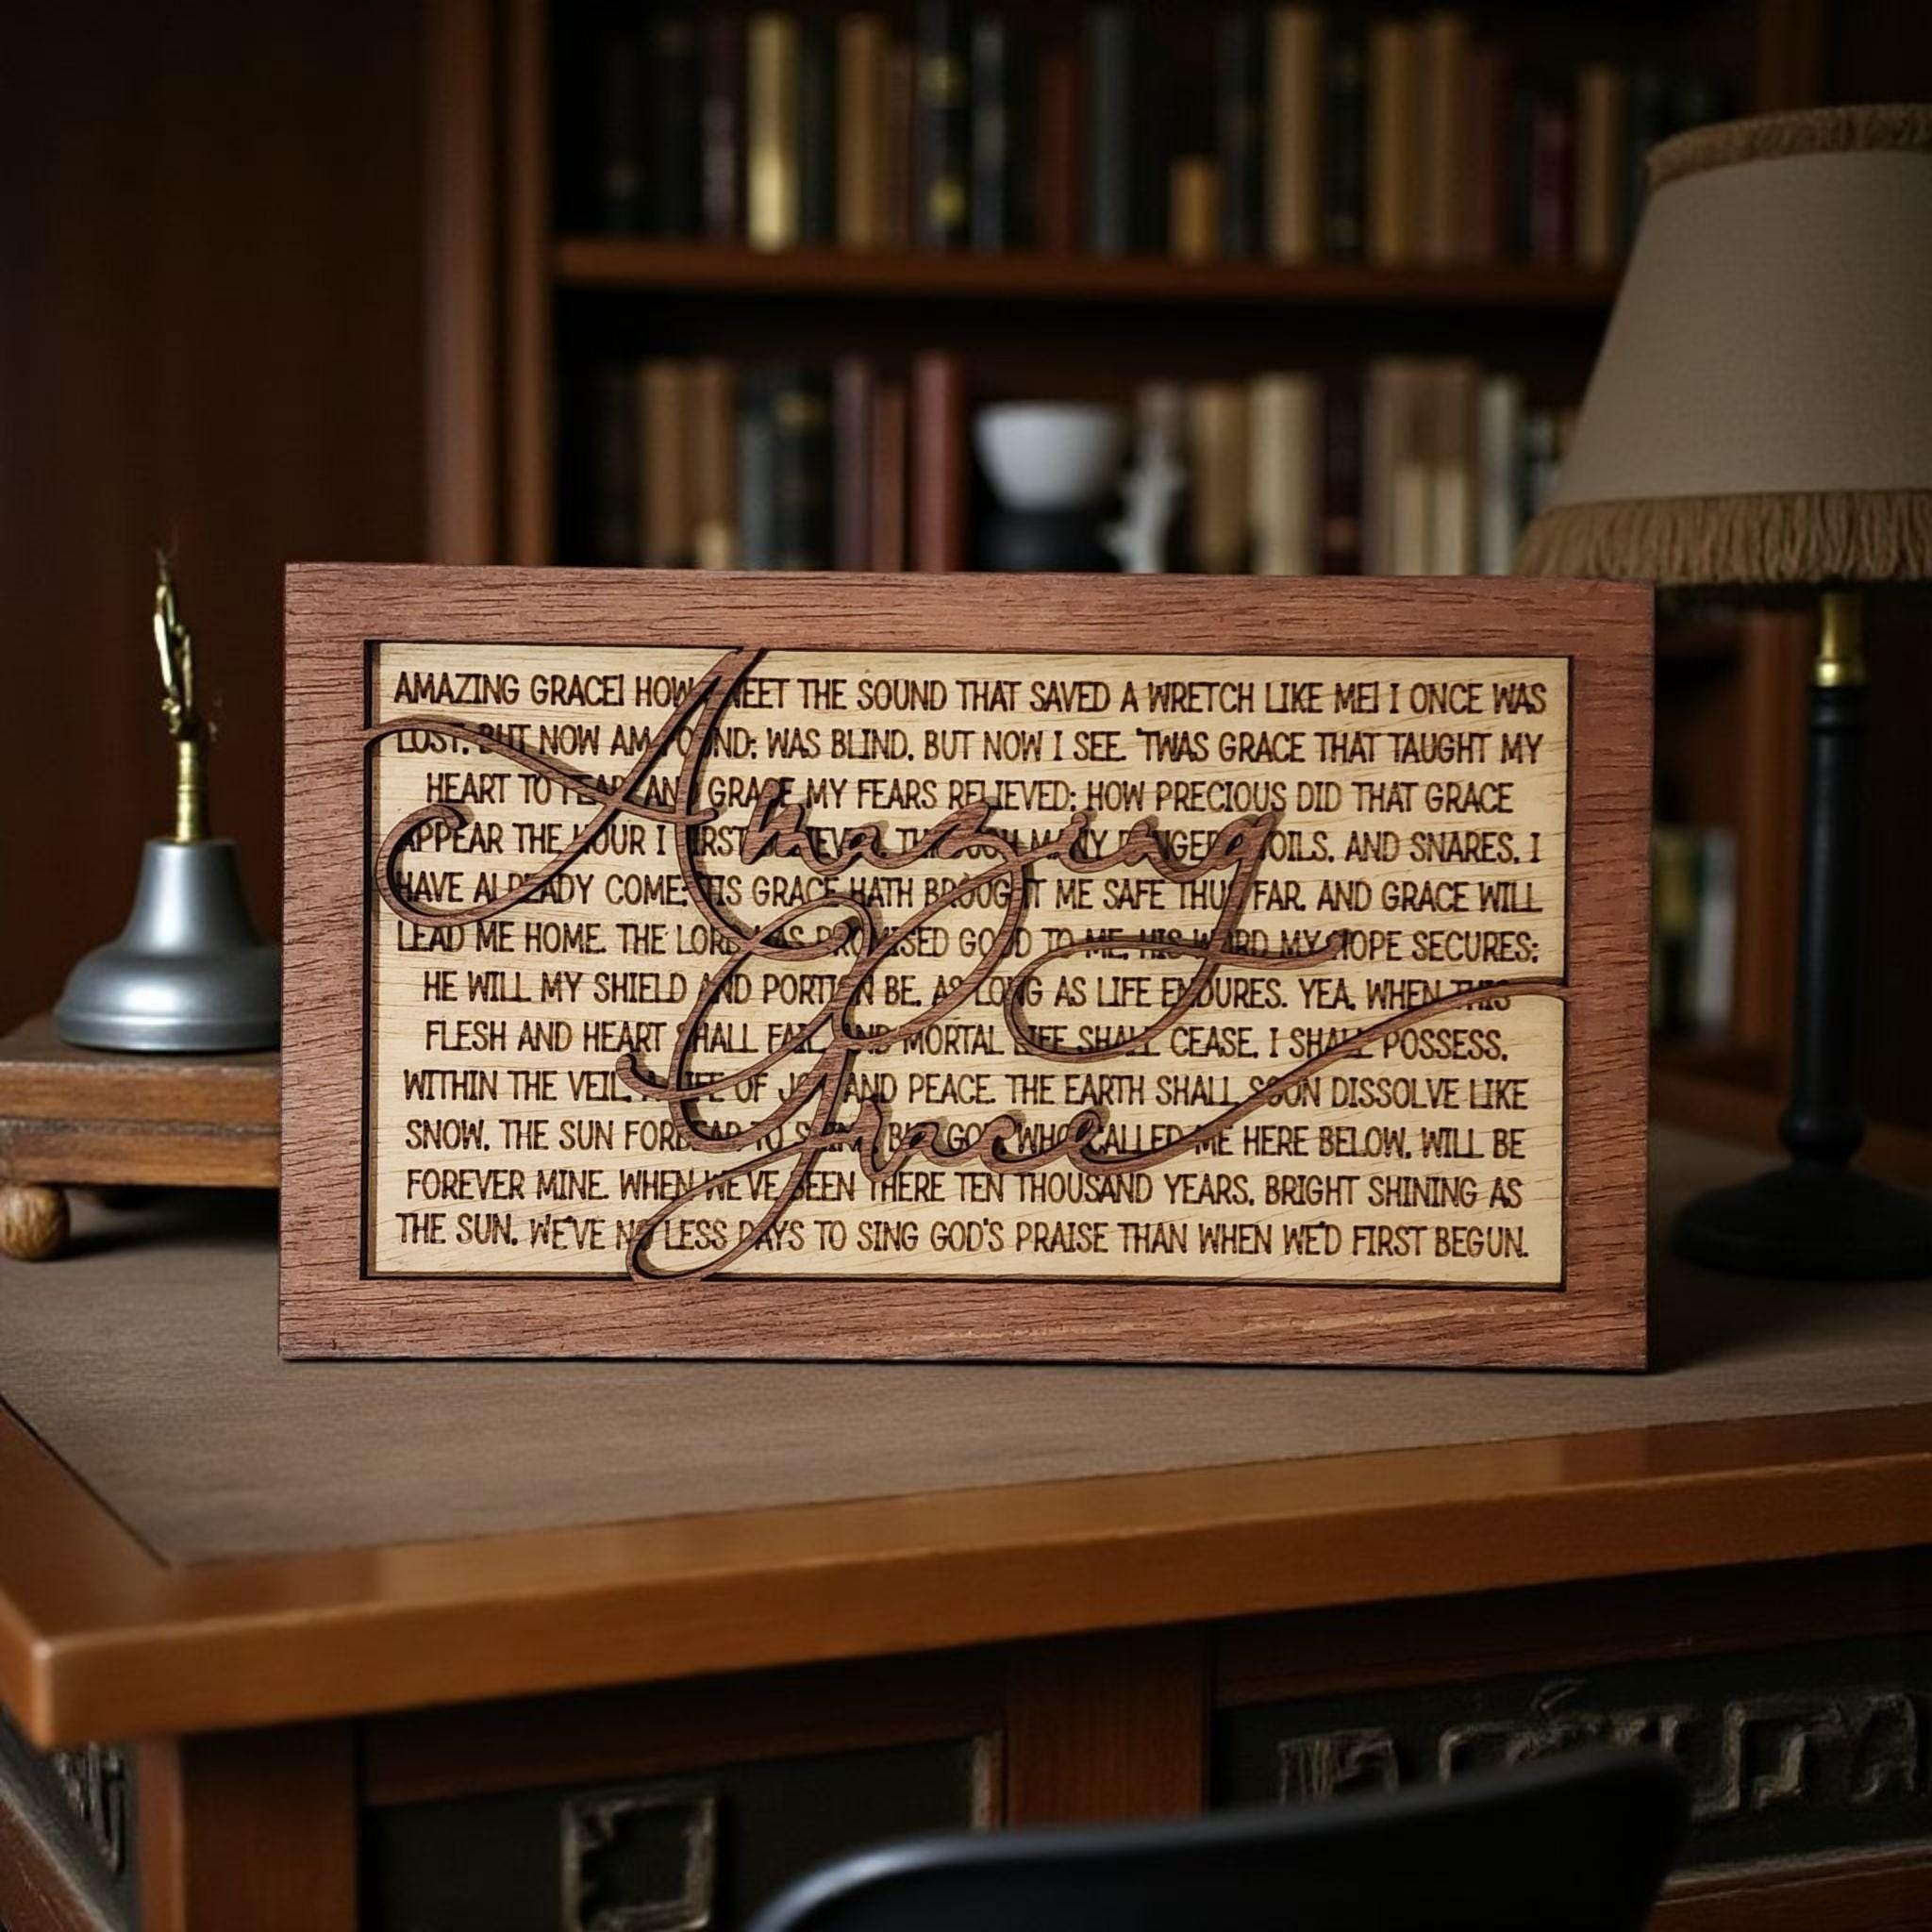 Amazing
Grace
AMAZING GRACE! HOW SWEET THE SOUND THAT SAVED A WRETCH LIKE ME! I ONCE WAS
LOST, BUT NOW AM FOUND; WAS BLIND, BUT NOW I SEE. 'TWAS GRACE THAT TAUGHT MY
HEART TO FEAR, AND GRACE MY FEARS RELIEVED; HOW PRECIOUS DID THAT GRACE
APPEAR THE HOUR I FIRST BELIEVED. THROUGH MANY DANGERS, TOILS, AND SNARES, I
HAVE ALREADY COME; 'TIS GRACE HATH BROUGHT ME SAFE THUS FAR, AND GRACE WILL
LEAD ME HOME. THE LORD HAS PROMISED GOOD TO ME, HIS WORD MY HOPE SECURES;
HE WILL MY SHIELD AND PORTION BE, AS LONG AS LIFE ENDURES. YEA, WHEN THIS
FLESH AND HEART SHALL FAIL, AND MORTAL LIFE SHALL CEASE, I SHALL POSSESS,
WITHIN THE VEIL, A LIFE OF JOY AND PEACE. THE EARTH SHALL SOON DISSOLVE LIKE
SNOW, THE SUN FORBEAR TO SHINE; BUT GOD, WHO CALLED ME HERE BELOW, WILL BE
FOREVER MINE. WHEN WE'VE BEEN THERE TEN THOUSAND YEARS, BRIGHT SHINING AS
THE SUN, WE'VE NO LESS DAYS TO SING GOD'S PRAISE THAN WHEN WE'D FIRST BEGUN.